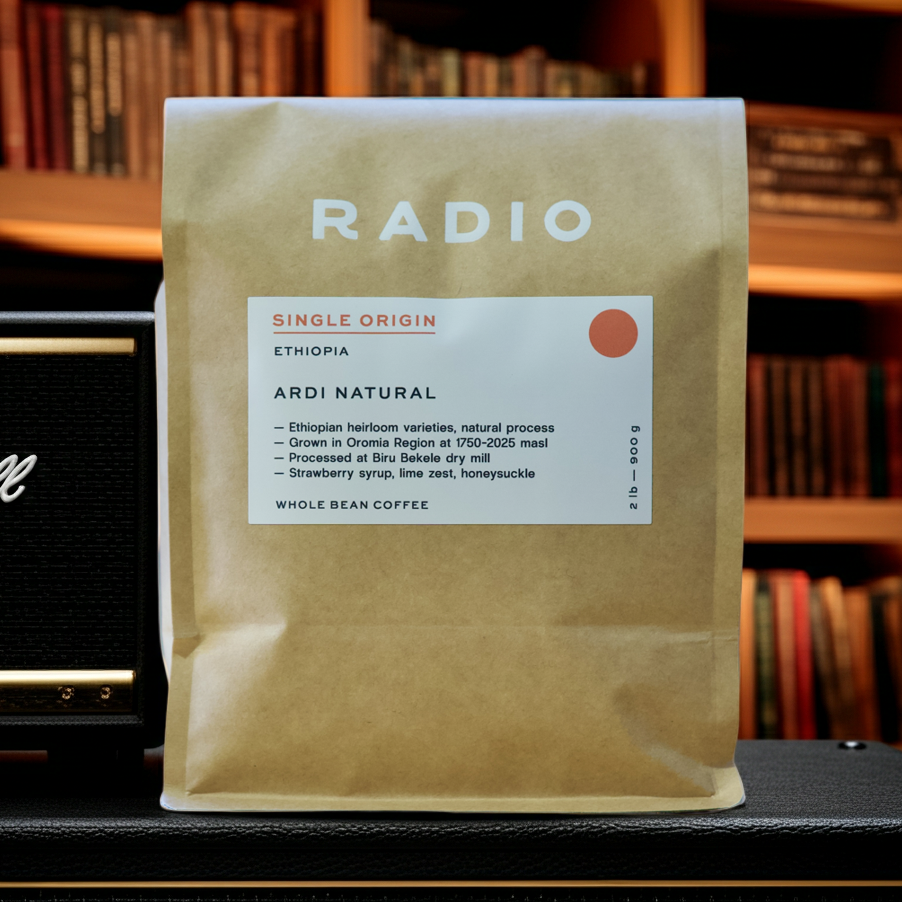 RADIO
SINGLE ORIGIN
ETHIOPIA
ARDI NATURAL
— Ethiopian heirloom varieties, natural process
— Grown in Oromia Region at 1750-2025 masl
— Processed at Biru Bekele dry mill
— Strawberry syrup, lime zest, honeysuckle
WHOLE BEAN COFFEE
2 lb — 900 g
ll